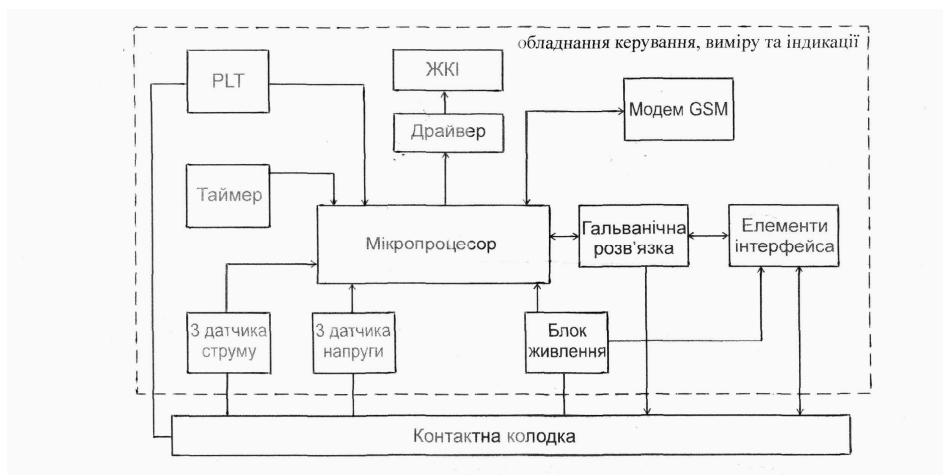 обладнання керування, виміру та індикації
PLT
ЖКІ
Модем GSM
Драйвер
Таймер
Мікропроцесор
Гальванічна
розв'язка
Елементи
інтерфейса
3 датчика
струму
3 датчика
напруги
Блок
живлення
Контактна колодка